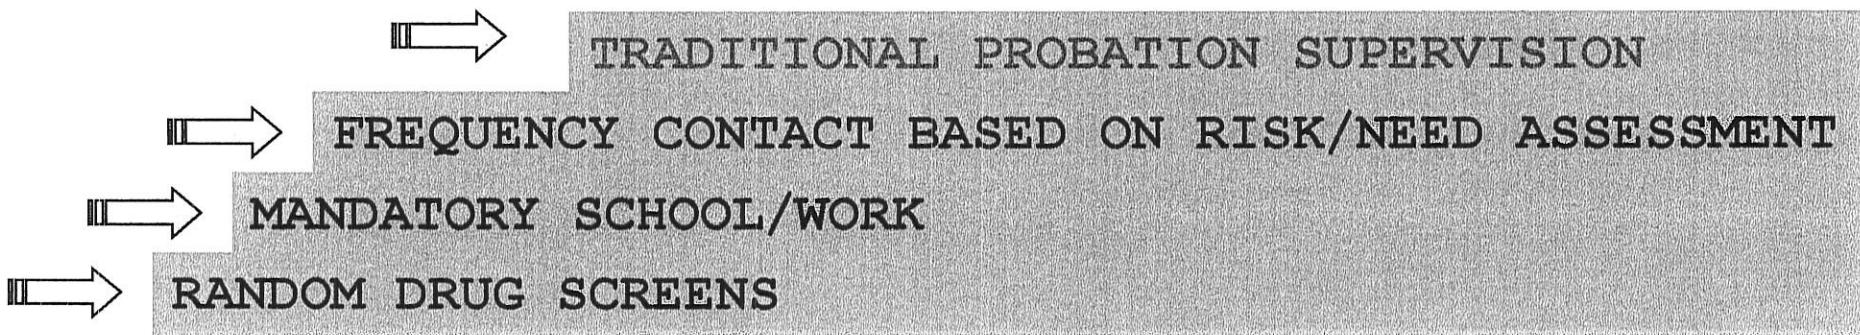 TRADITIONAL PROBATION SUPERVISION
FREQUENCY CONTACT BASED ON RISK/NEED ASSESSMENT
MANDATORY SCHOOL/WORK
RANDOM DRUG SCREENS